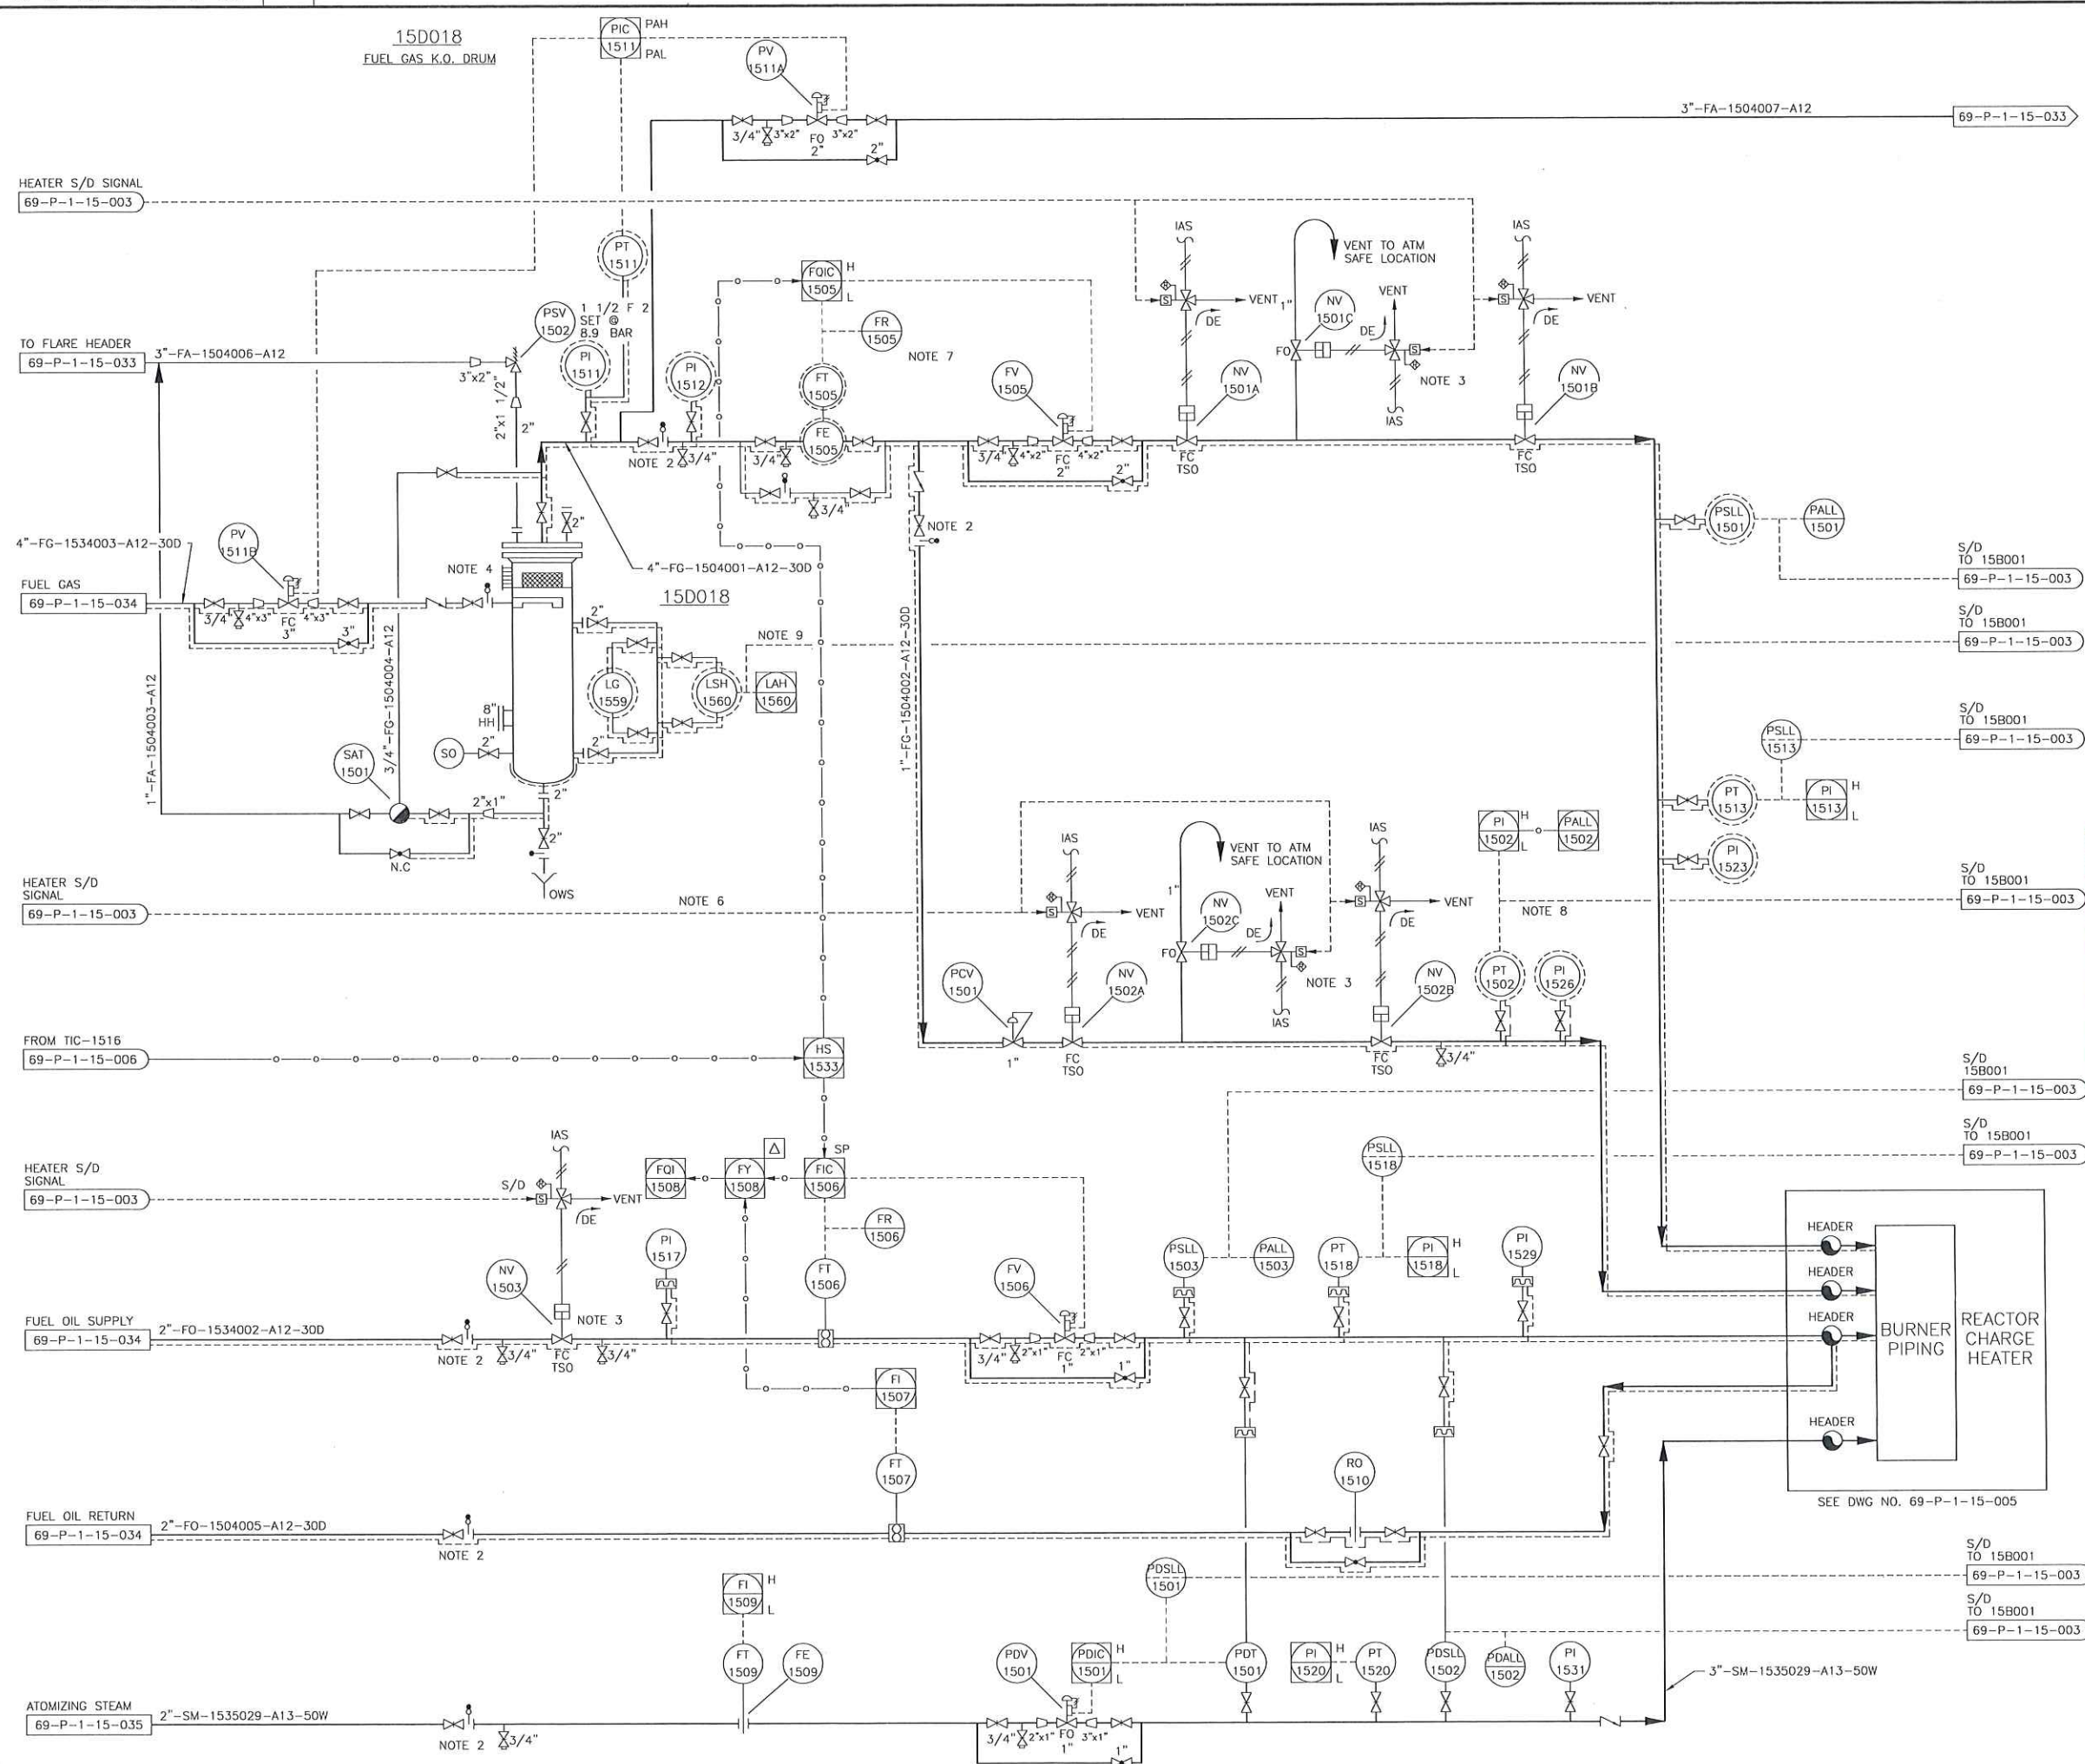 15D018
FUEL GAS K.O. DRUM
PIC
1511
PAH
PAL
PV
1511A
3/4"
3"x2"
FO
2"
3"x2"
2"
3"-FA-1504007-A12
69-P-1-15-033
HEATER S/D SIGNAL
69-P-1-15-003
PT
1511
PSV
1502
1 1/2 F 2
SET @
8.9 BAR
PI
1511
PI
1512
FQIC
1505
H
L
FR
1505
FT
1505
FE
1505
NOTE 7
FV
1505
IAS
VENT
DE
NV
1501A
1"
VENT TO ATM
SAFE LOCATION
NV
1501C
FO
DE
VENT
S
NOTE 3
IAS
IAS
S
VENT
DE
NV
1501B
S
TO FLARE HEADER
69-P-1-15-033
3"-FA-1504006-A12
3"x2"
2"x1 1/2"
2"
NOTE 2
3/4"
3/4"
3/4"
3/4"
4"x2"
FC
2"
4"x2"
2"
FC
TSO
FC
TSO
4"-FG-1534003-A12-30D
PV
1511B
FUEL GAS
69-P-1-15-034
3/4"
4"x3"
FC
3"
4"x3"
3"
NOTE 4
2"
4"-FG-1504001-A12-30D
15D018
NOTE 2
PSLL
1501
PALL
1501
S/D
TO 15B001
69-P-1-15-003
S/D
TO 15B001
69-P-1-15-003
NOTE 9
2"
LG
1559
LSH
1560
LAH
1560
2"
8"
HH
SO
2"
1"-FA-1504003-A12
3/4"-FG-1504004-A12
1"-FG-1504002-A12-30D
SAT
1501
2"x1"
2"
2"
N.C
OWS
PSLL
1513
S/D
TO 15B001
69-P-1-15-003
PT
1513
PI
1513
H
L
PI
1523
PI
1502
H
L
PALL
1502
S/D
TO 15B001
69-P-1-15-003
NOTE 8
HEATER S/D
SIGNAL
69-P-1-15-003
NOTE 6
IAS
S
VENT
DE
1"
VENT TO ATM
SAFE LOCATION
NV
1502C
FO
DE
VENT
S
NOTE 3
IAS
IAS
S
VENT
DE
PCV
1501
1"
NV
1502A
FC
TSO
NV
1502B
FC
TSO
3/4"
PT
1502
PI
1526
FROM TIC-1516
69-P-1-15-006
HS
1533
S/D
15B001
69-P-1-15-003
S/D
TO 15B001
69-P-1-15-003
HEATER S/D
SIGNAL
69-P-1-15-003
IAS
S/D
S
VENT
DE
FQI
1508
FY
1508
Δ
FIC
1506
SP
FR
1506
FT
1506
NV
1503
NOTE 3
PI
1517
FV
1506
PSLL
1503
PALL
1503
PSLL
1518
PT
1518
PI
1518
H
L
PI
1529
FUEL OIL SUPPLY
69-P-1-15-034
2"-FO-1534002-A12-30D
NOTE 2
3/4"
FC
TSO
3/4"
3/4"
2"x1"
FC
1"
2"x1"
1"
HEADER
HEADER
HEADER
HEADER
BURNER
PIPING
REACTOR
CHARGE
HEATER
SEE DWG NO. 69-P-1-15-005
FI
1507
FT
1507
RO
1510
FUEL OIL RETURN
69-P-1-15-034
2"-FO-1504005-A12-30D
NOTE 2
S/D
TO 15B001
69-P-1-15-003
S/D
TO 15B001
69-P-1-15-003
FI
1509
H
L
FT
1509
FE
1509
PDSLL
1501
PDV
1501
PDIC
1501
H
L
PDT
1501
PI
1520
H
L
PT
1520
PDSLL
1502
PDALL
1502
PI
1531
3"-SM-1535029-A13-50W
ATOMIZING STEAM
69-P-1-15-035
2"-SM-1535029-A13-50W
NOTE 2
3/4"
3/4"
2"x1"
FO
1"
3"x1"
1"